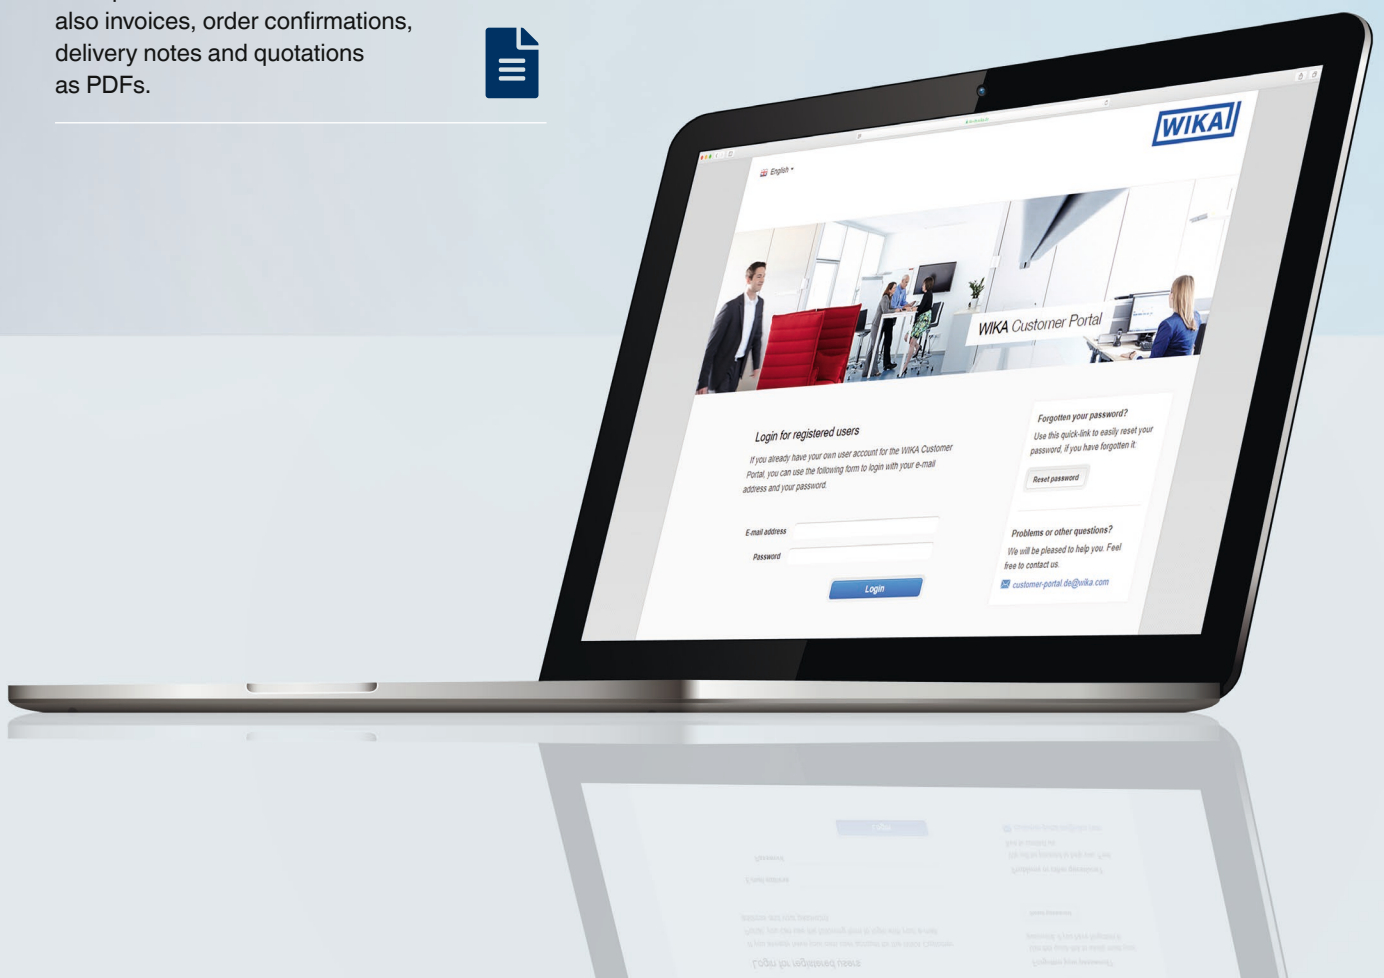 also invoices, order confirmations,
delivery notes and quotations
as PDFs.
English
WIKA
WIKA Customer Portal
Login for registered users
If you already have your own user account for the WIKA Customer
Portal, you can use the following form to login with your e-mail
address and your password.
E-mail address
Password
Login
Forgotten your password?
Use this quick-link to easily reset your
password, if you have forgotten it:
Reset password
Problems or other questions?
We will be pleased to help you. Feel
free to contact us.
customer-portal.de@wika.com